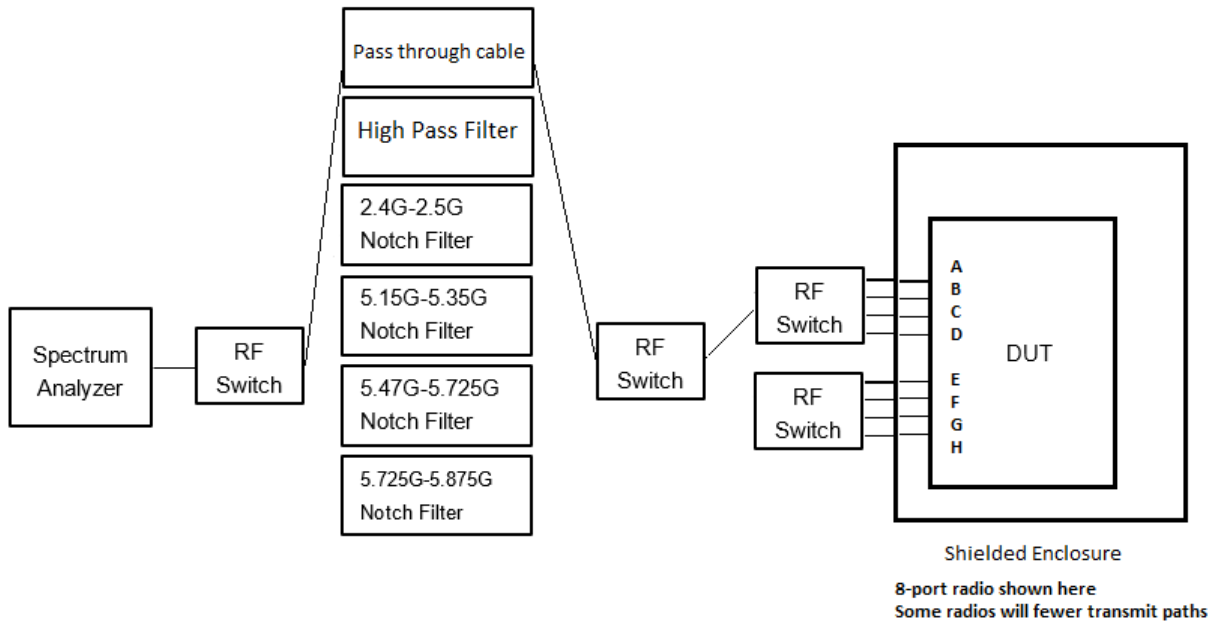 Pass through cable
High Pass Filter
2.4G-2.5G
Notch Filter
5.15G-5.35G
Notch Filter
5.47G-5.725G
Notch Filter
5.725G-5.875G
Notch Filter
Spectrum
Analyzer
RF
Switch
RF
Switch
RF
Switch
RF
Switch
A
B
C
D
E
F
G
H
DUT
Shielded Enclosure
8-port radio shown here
Some radios will fewer transmit paths